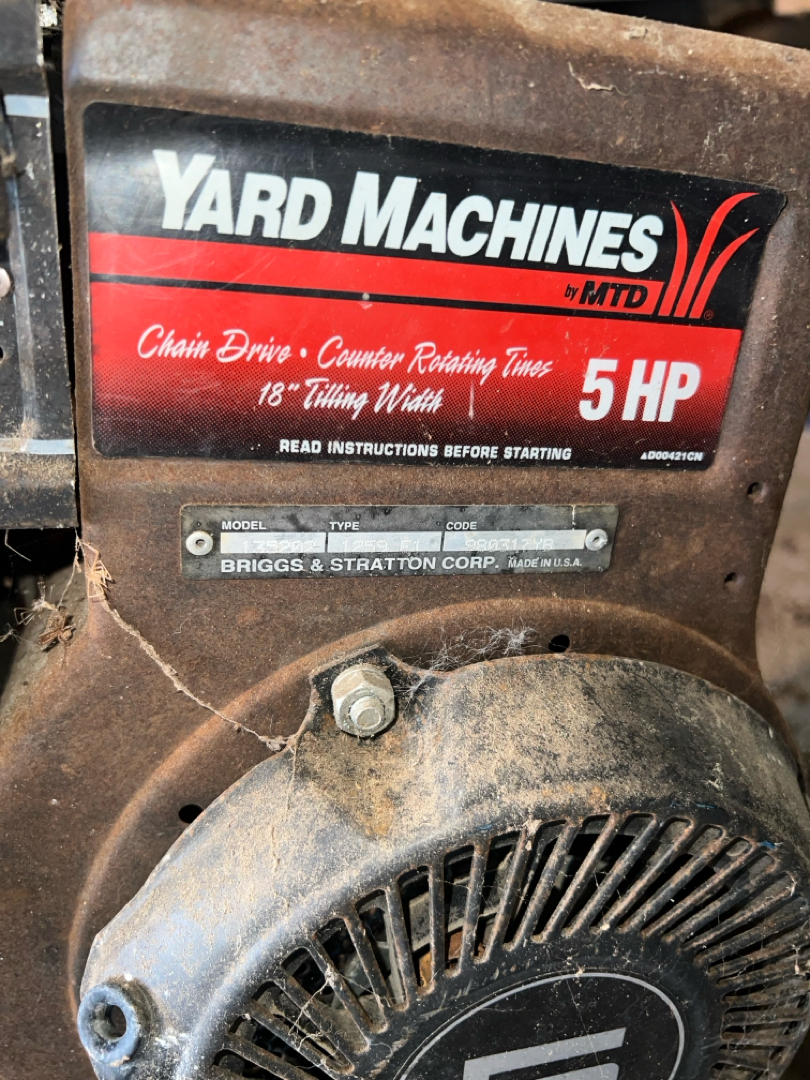 YARD MACHINES
by MTD
Chain Drive • Counter Rotating Tines
18" Tilling Width
5 HP
READ INSTRUCTIONS BEFORE STARTING
D00421CN
MODEL TYPE CODE
BRIGGS & STRATTON CORP. MADE IN U.S.A.